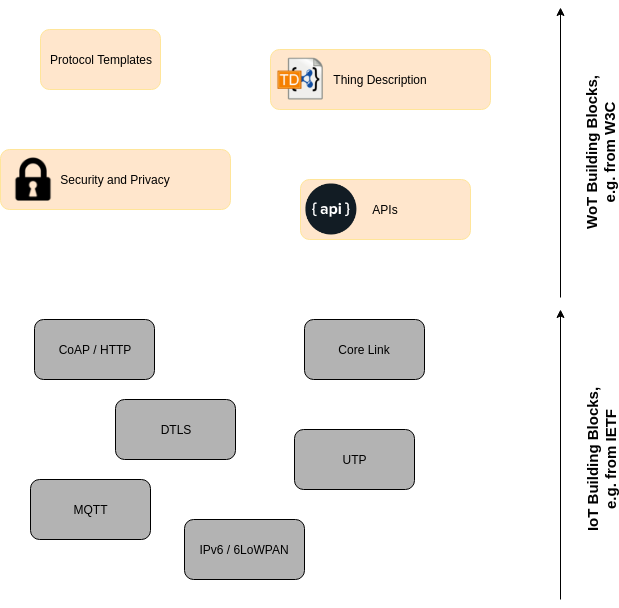 Protocol Templates
TD
{ }
Thing Description
Security and Privacy
{ api }
APIs
WoT Building Blocks,
e.g. from W3C
CoAP / HTTP
Core Link
DTLS
UTP
MQTT
IPv6 / 6LoWPAN
IoT Building Blocks,
e.g. from IETF